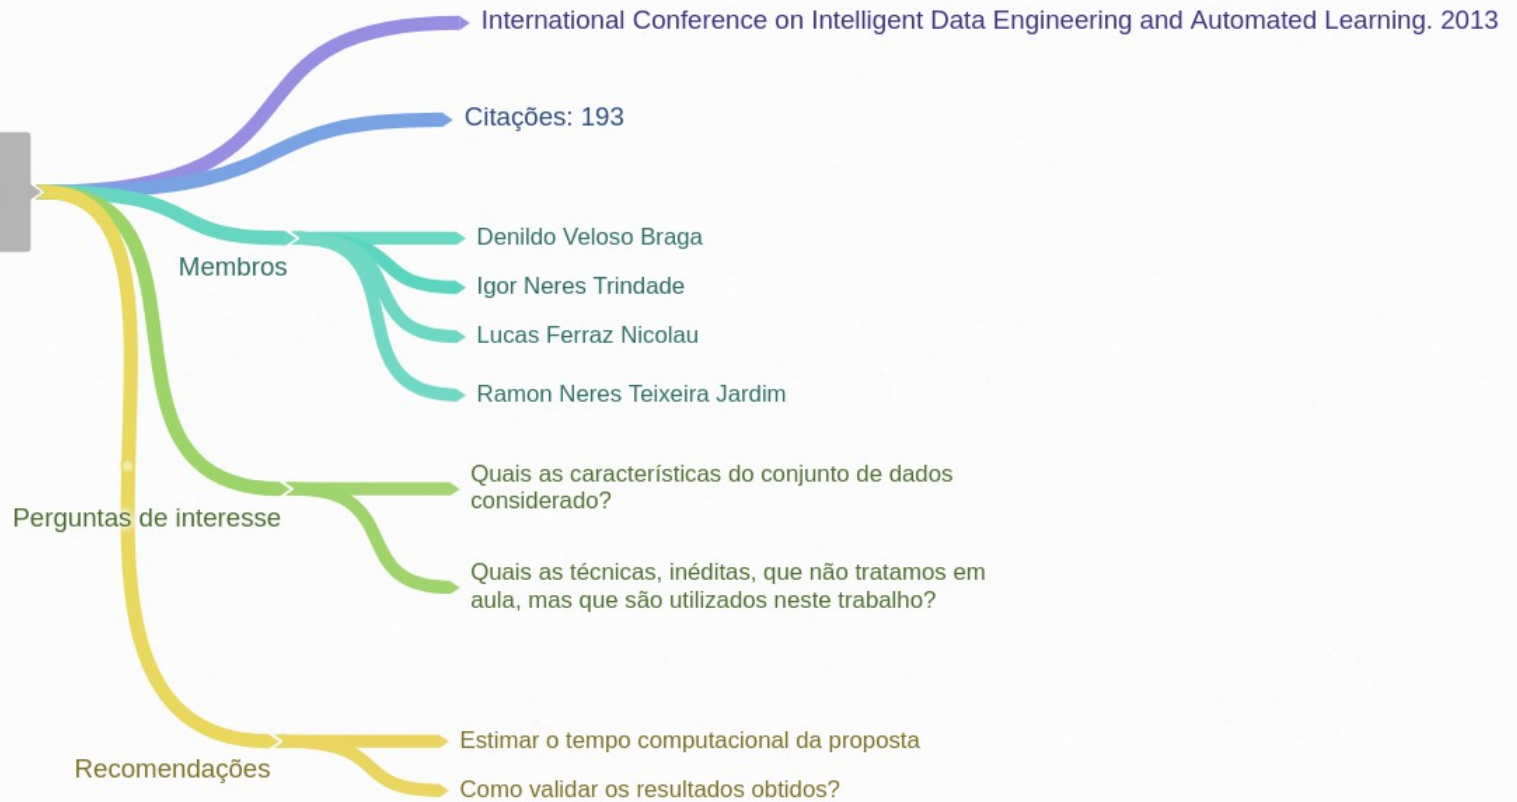 International Conference on Intelligent Data Engineering and Automated Learning. 2013
Citações: 193
Membros
Denildo Veloso Braga
Igor Neres Trindade
Lucas Ferraz Nicolau
Ramon Neres Teixeira Jardim
Perguntas de interesse
Quais as características do conjunto de dados
considerado?
Quais as técnicas, inéditas, que não tratamos em
aula, mas que são utilizados neste trabalho?
Recomendações
Estimar o tempo computacional da proposta
Como validar os resultados obtidos?